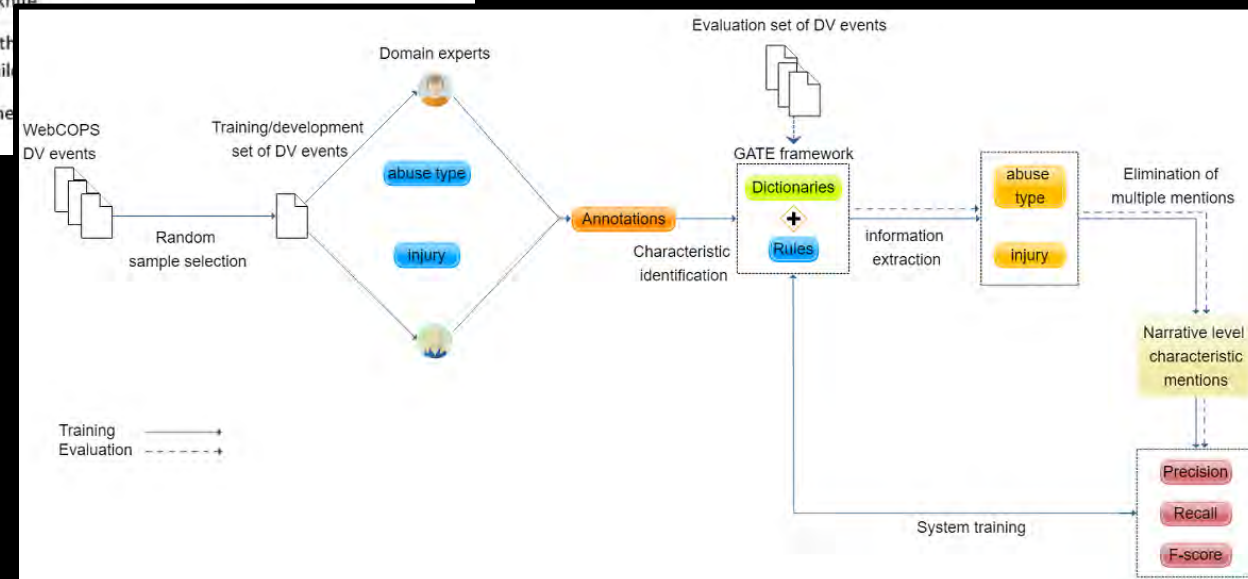 Evaluation set of DV events
Domain experts
WebCOPS
DV events
Training/development
set of DV events
abuse type
injury
Random
sample selection
Annotations
Characteristic
identification
GATE framework
Dictionaries
Rules
information
extraction
abuse
type
injury
Elimination of
multiple mentions
Narrative level
characteristic
mentions
Training
Evaluation
System training
Precision
Recall
F-score